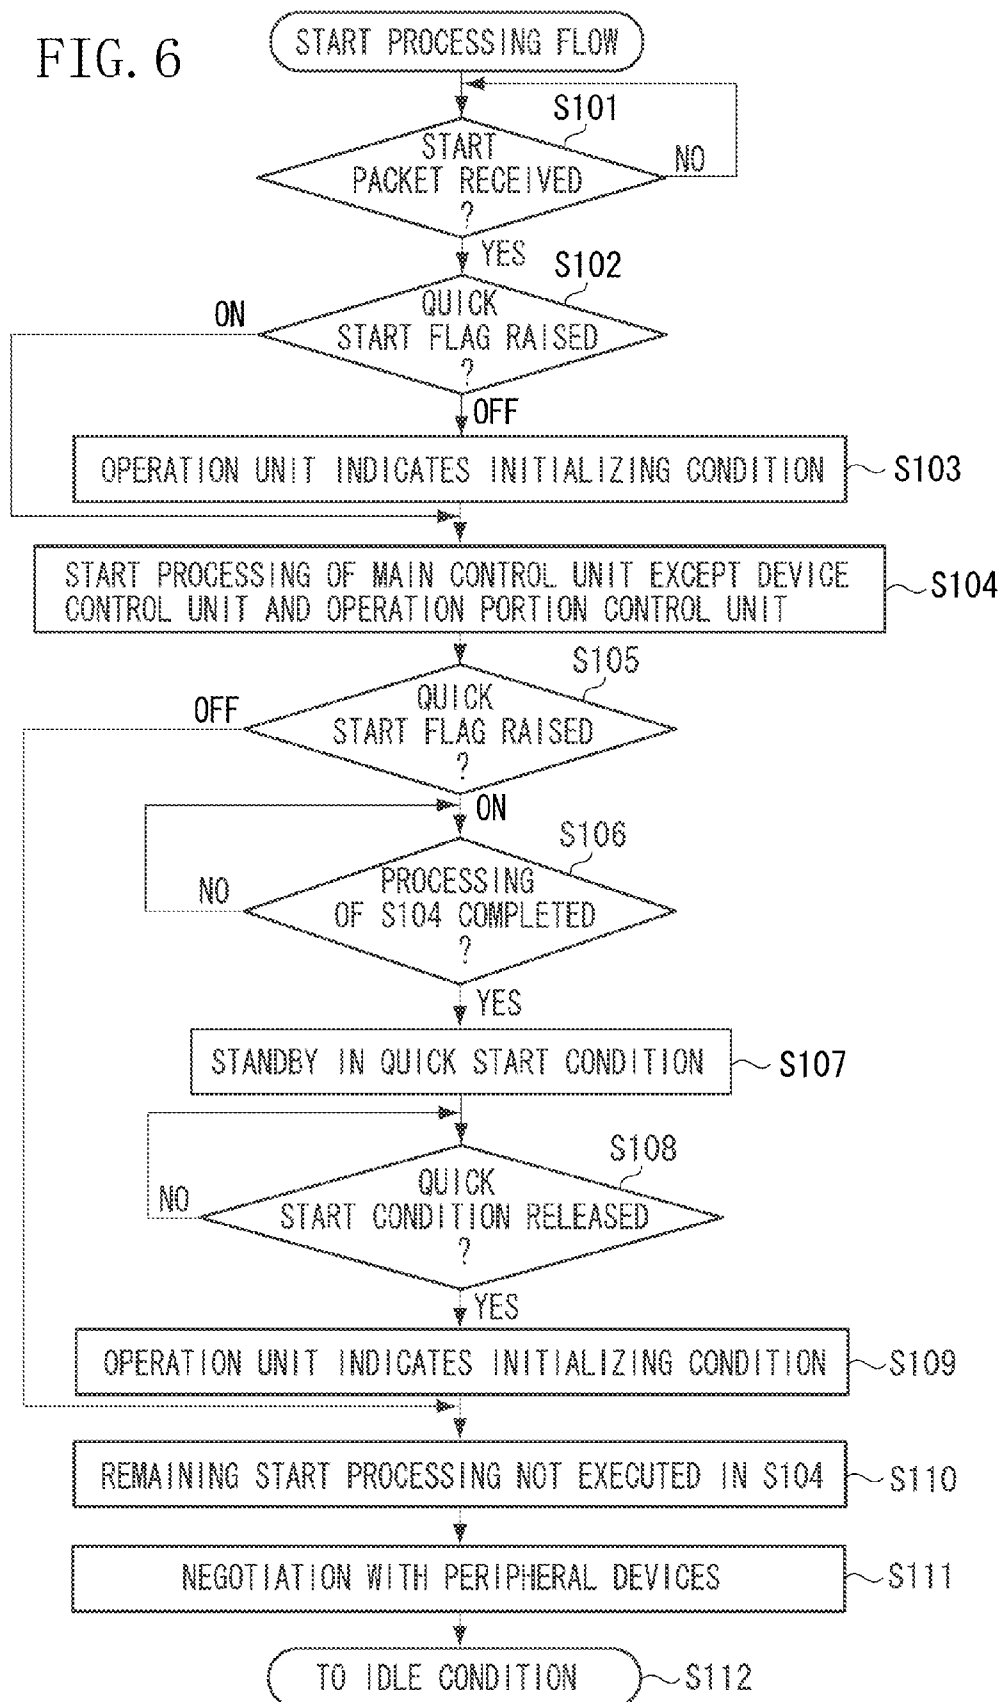 FIG. 6
START PROCESSING FLOW
S101
START
PACKET RECEIVED
?
NO
YES
S102
QUICK
START FLAG RAISED
?
ON
OFF
OPERATION UNIT INDICATES INITIALIZING CONDITION
S103
START PROCESSING OF MAIN CONTROL UNIT EXCEPT DEVICE
CONTROL UNIT AND OPERATION PORTION CONTROL UNIT
S104
S105
QUICK
START FLAG RAISED
?
OFF
ON
S106
PROCESSING
OF S104 COMPLETED
?
NO
YES
STANDBY IN QUICK START CONDITION
S107
S108
QUICK
START CONDITION RELEASED
?
NO
YES
OPERATION UNIT INDICATES INITIALIZING CONDITION
S109
REMAINING START PROCESSING NOT EXECUTED IN S104
S110
NEGOTIATION WITH PERIPHERAL DEVICES
S111
TO IDLE CONDITION
S112